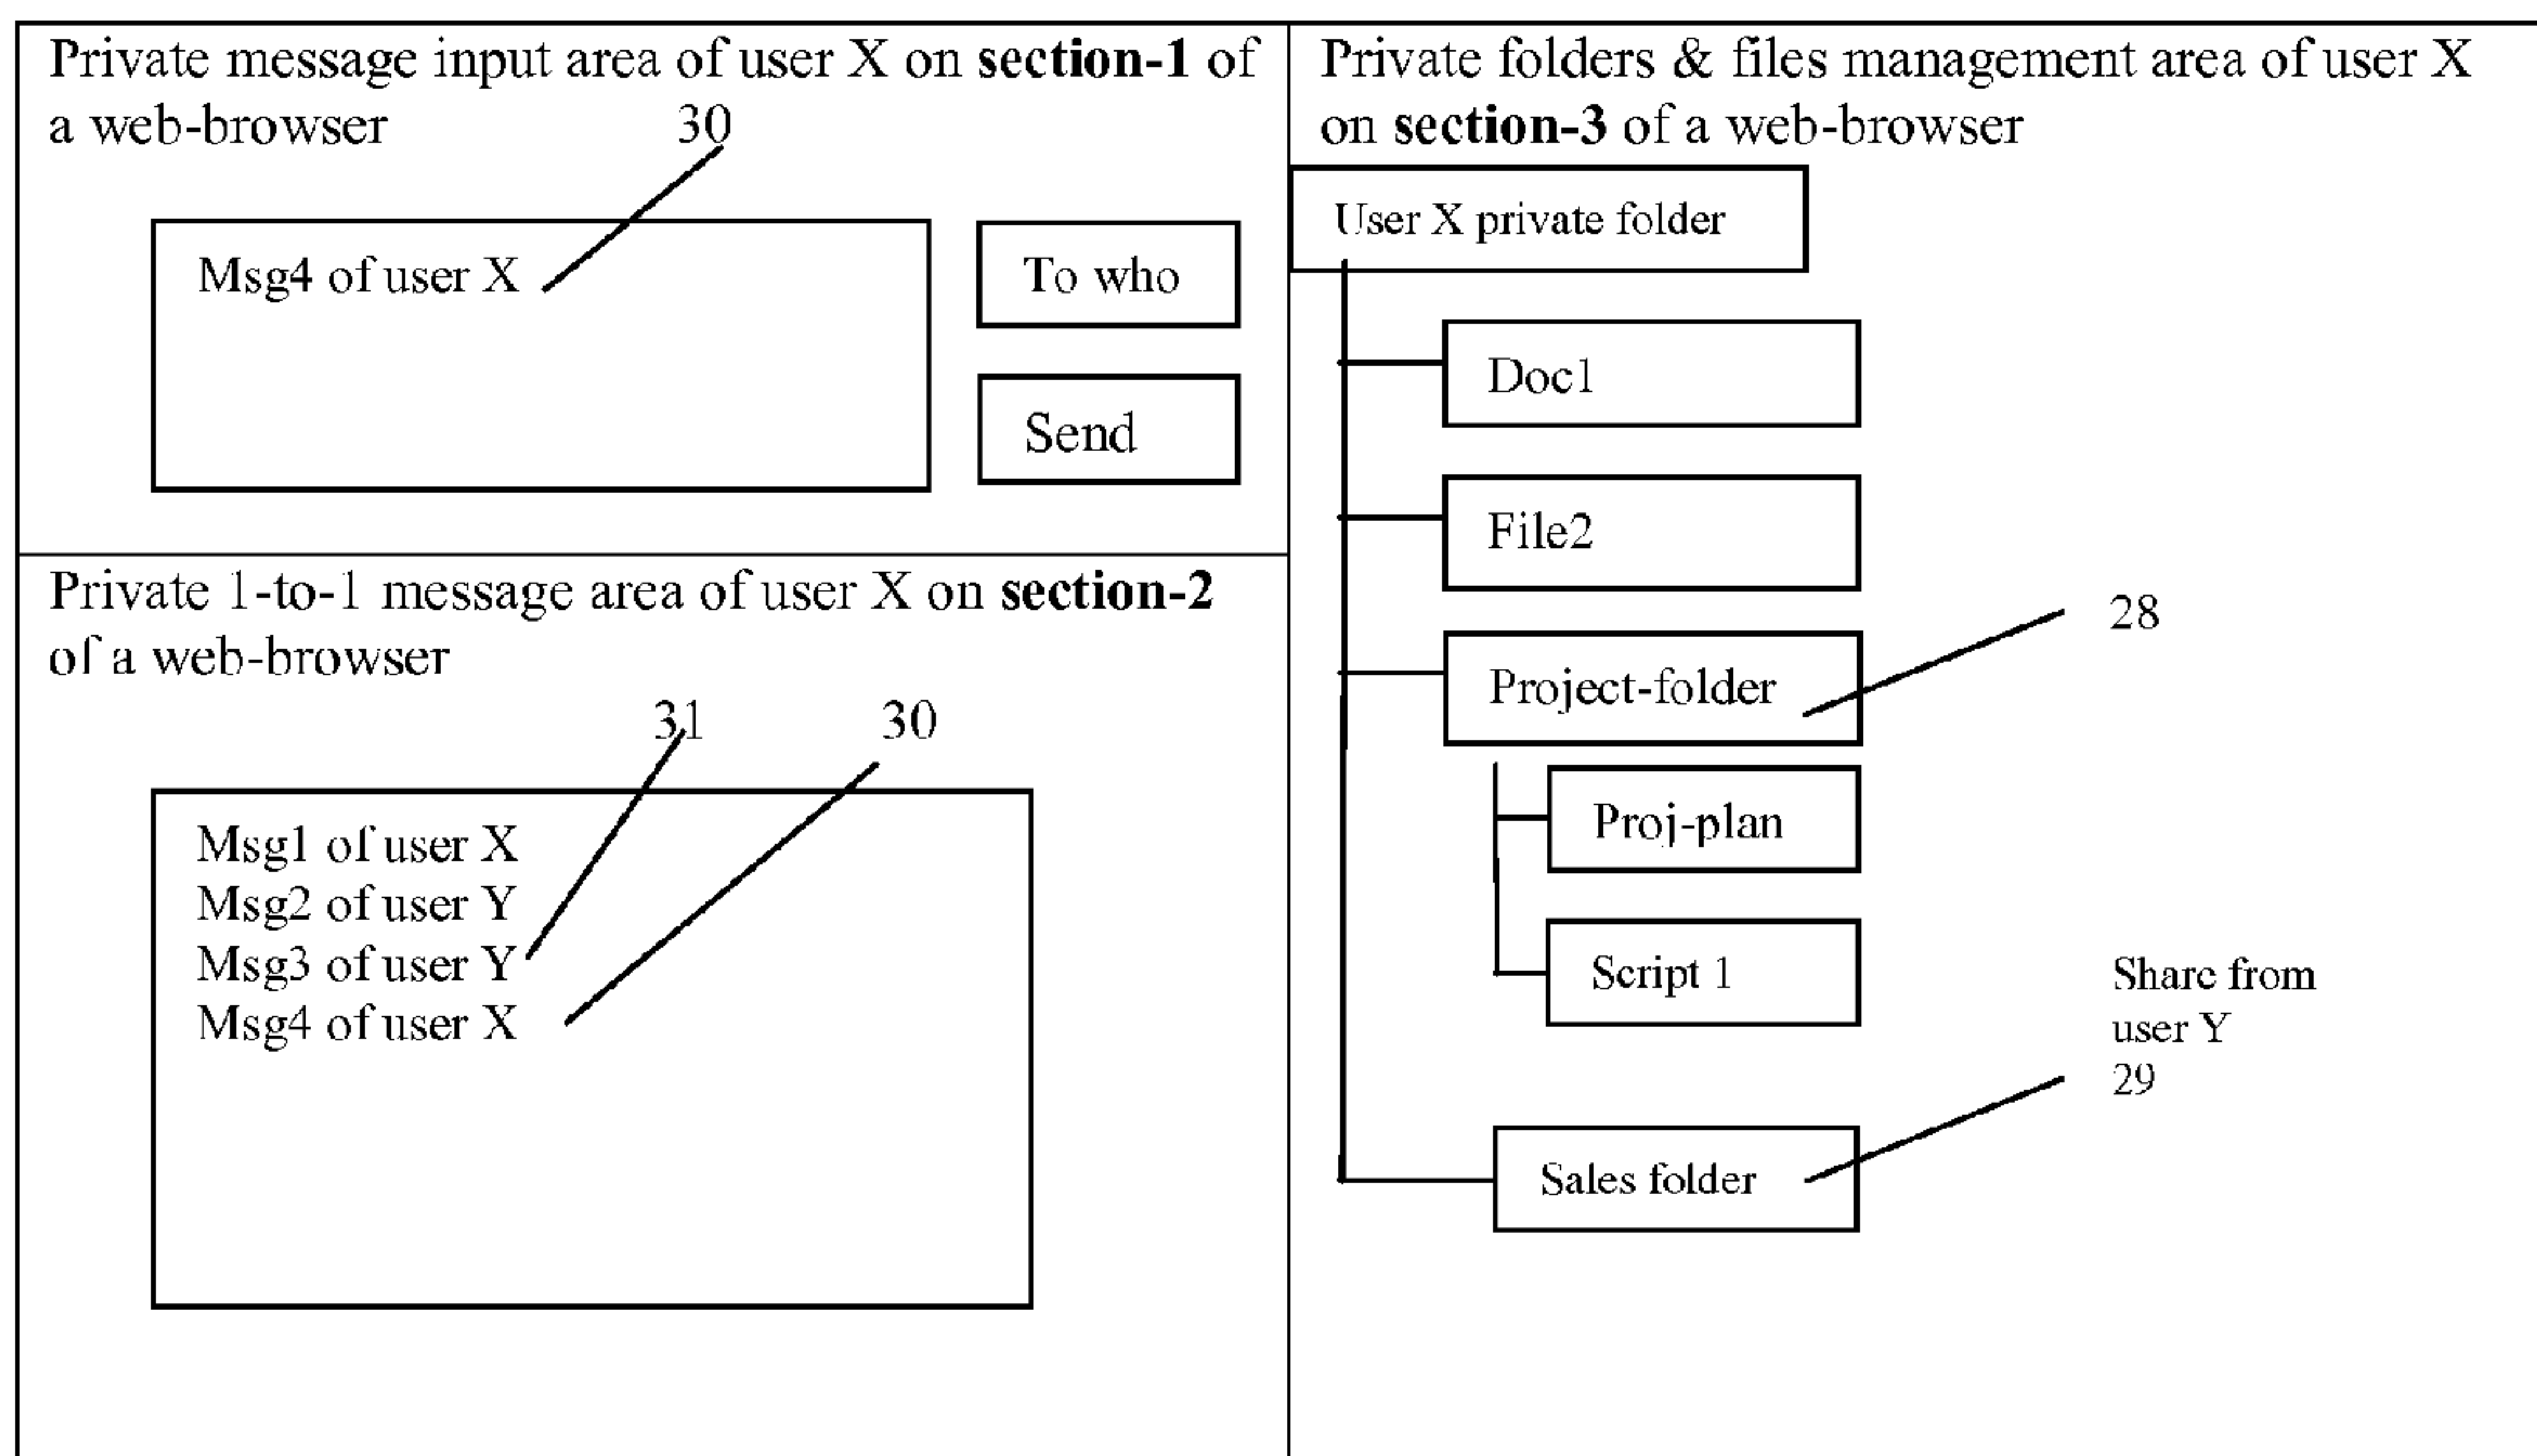 Private message input area of user X on section-1 of
a web-browser
30
Msg4 of user X
To who
Send
Private 1-to-1 message area of user X on section-2
of a web-browser
31
30
Msg1 of user X
Msg2 of user Y
Msg3 of user Y
Msg4 of user X
Private folders & files management area of user X
on section-3 of a web-browser
User X private folder
Doc1
File2
28
Project-folder
Proj-plan
Script 1
Share from
user Y
29
Sales folder